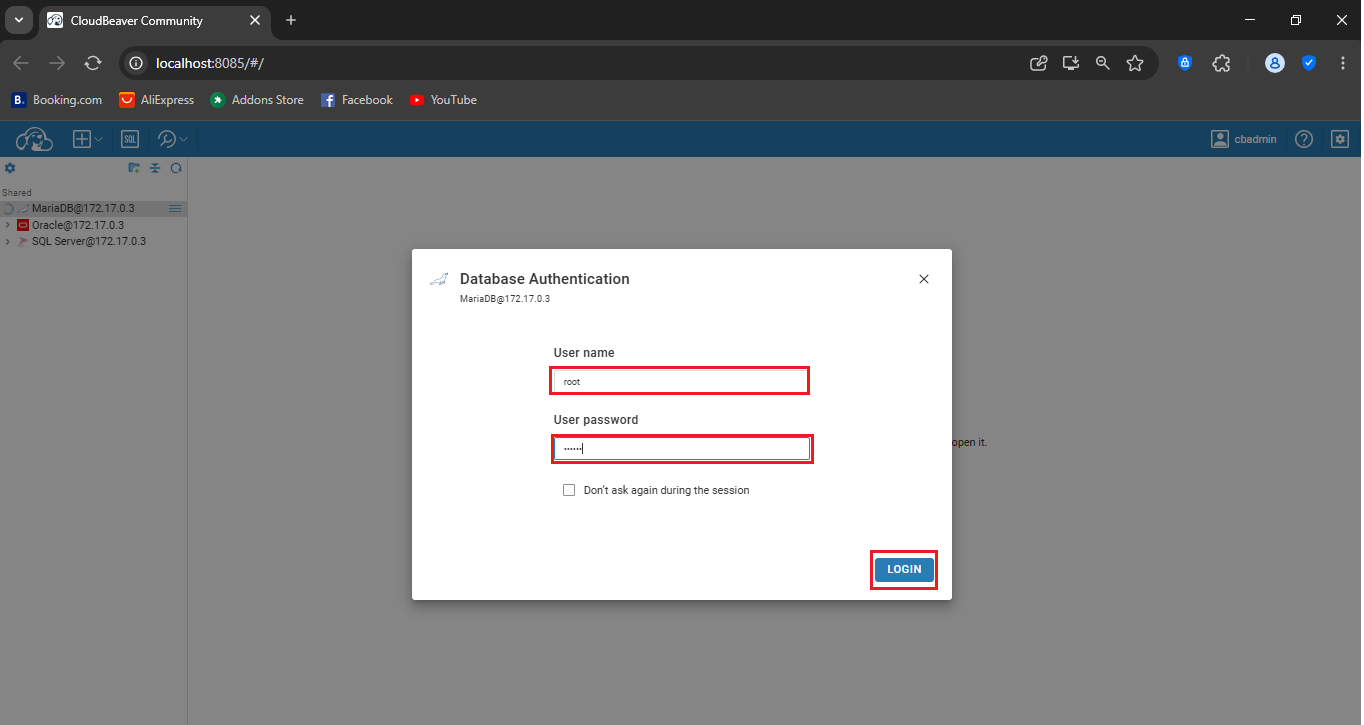 CloudBeaver Community
localhost:8085/#/
B. Booking.com AliExpress Addons Store Facebook YouTube
SQL cbadmin
Shared
MariaDB@172.17.0.3
Oracle@172.17.0.3
SQL Server@172.17.0.3
Database Authentication
MariaDB@172.17.0.3
User name
root
User password
••••••
open it.
Don't ask again during the session
LOGIN